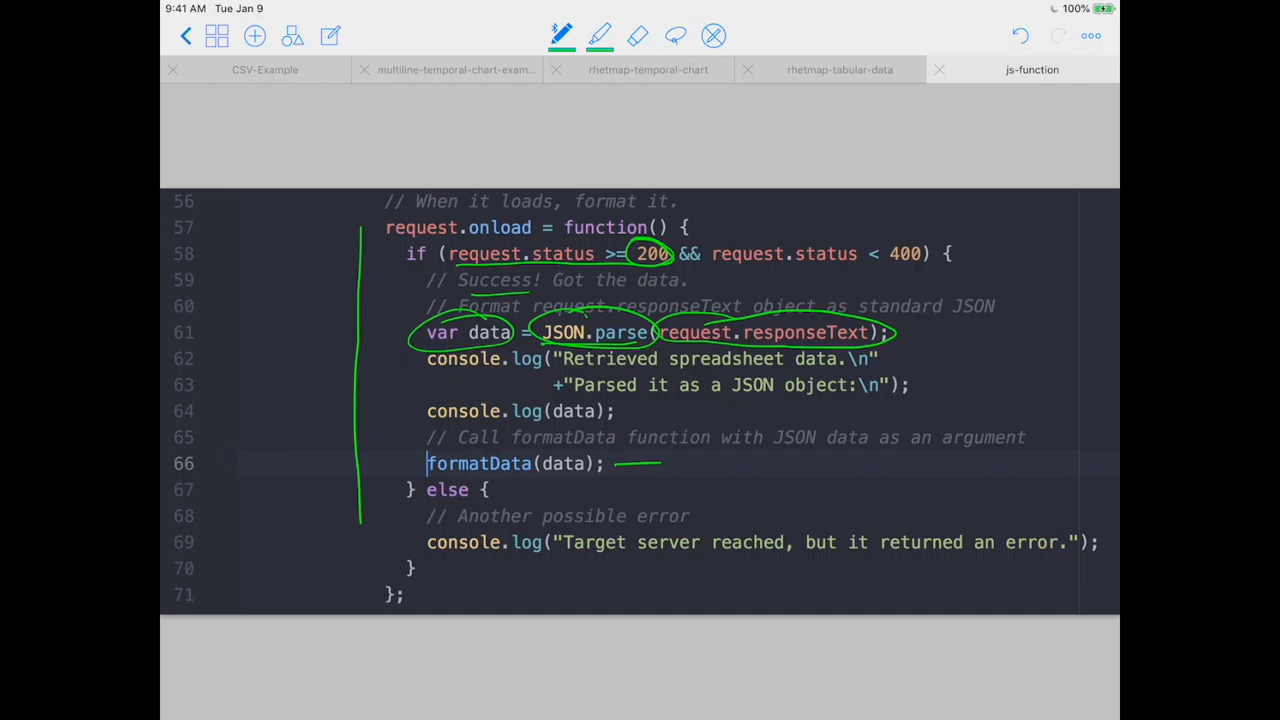 9:41 AM Tue Jan 9
100%
CSV-Example
multiline-temporal-chart-exam...
rhetmap-temporal-chart
rhetmap-tabular-data
js-function
56 // When it loads, format it.
57 request.onload = function() {
58 if (request.status >= 200 && request.status < 400) {
59 // Success! Got the data.
60 // Format request.responseText object as standard JSON
61 var data = JSON.parse(request.responseText);
62 console.log("Retrieved spreadsheet data.\n"
63 +"Parsed it as a JSON object:\n");
64 console.log(data);
65 // Call formatData function with JSON data as an argument
66 formatData(data);
67 } else {
68 // Another possible error
69 console.log("Target server reached, but it returned an error.");
70 }
71 };